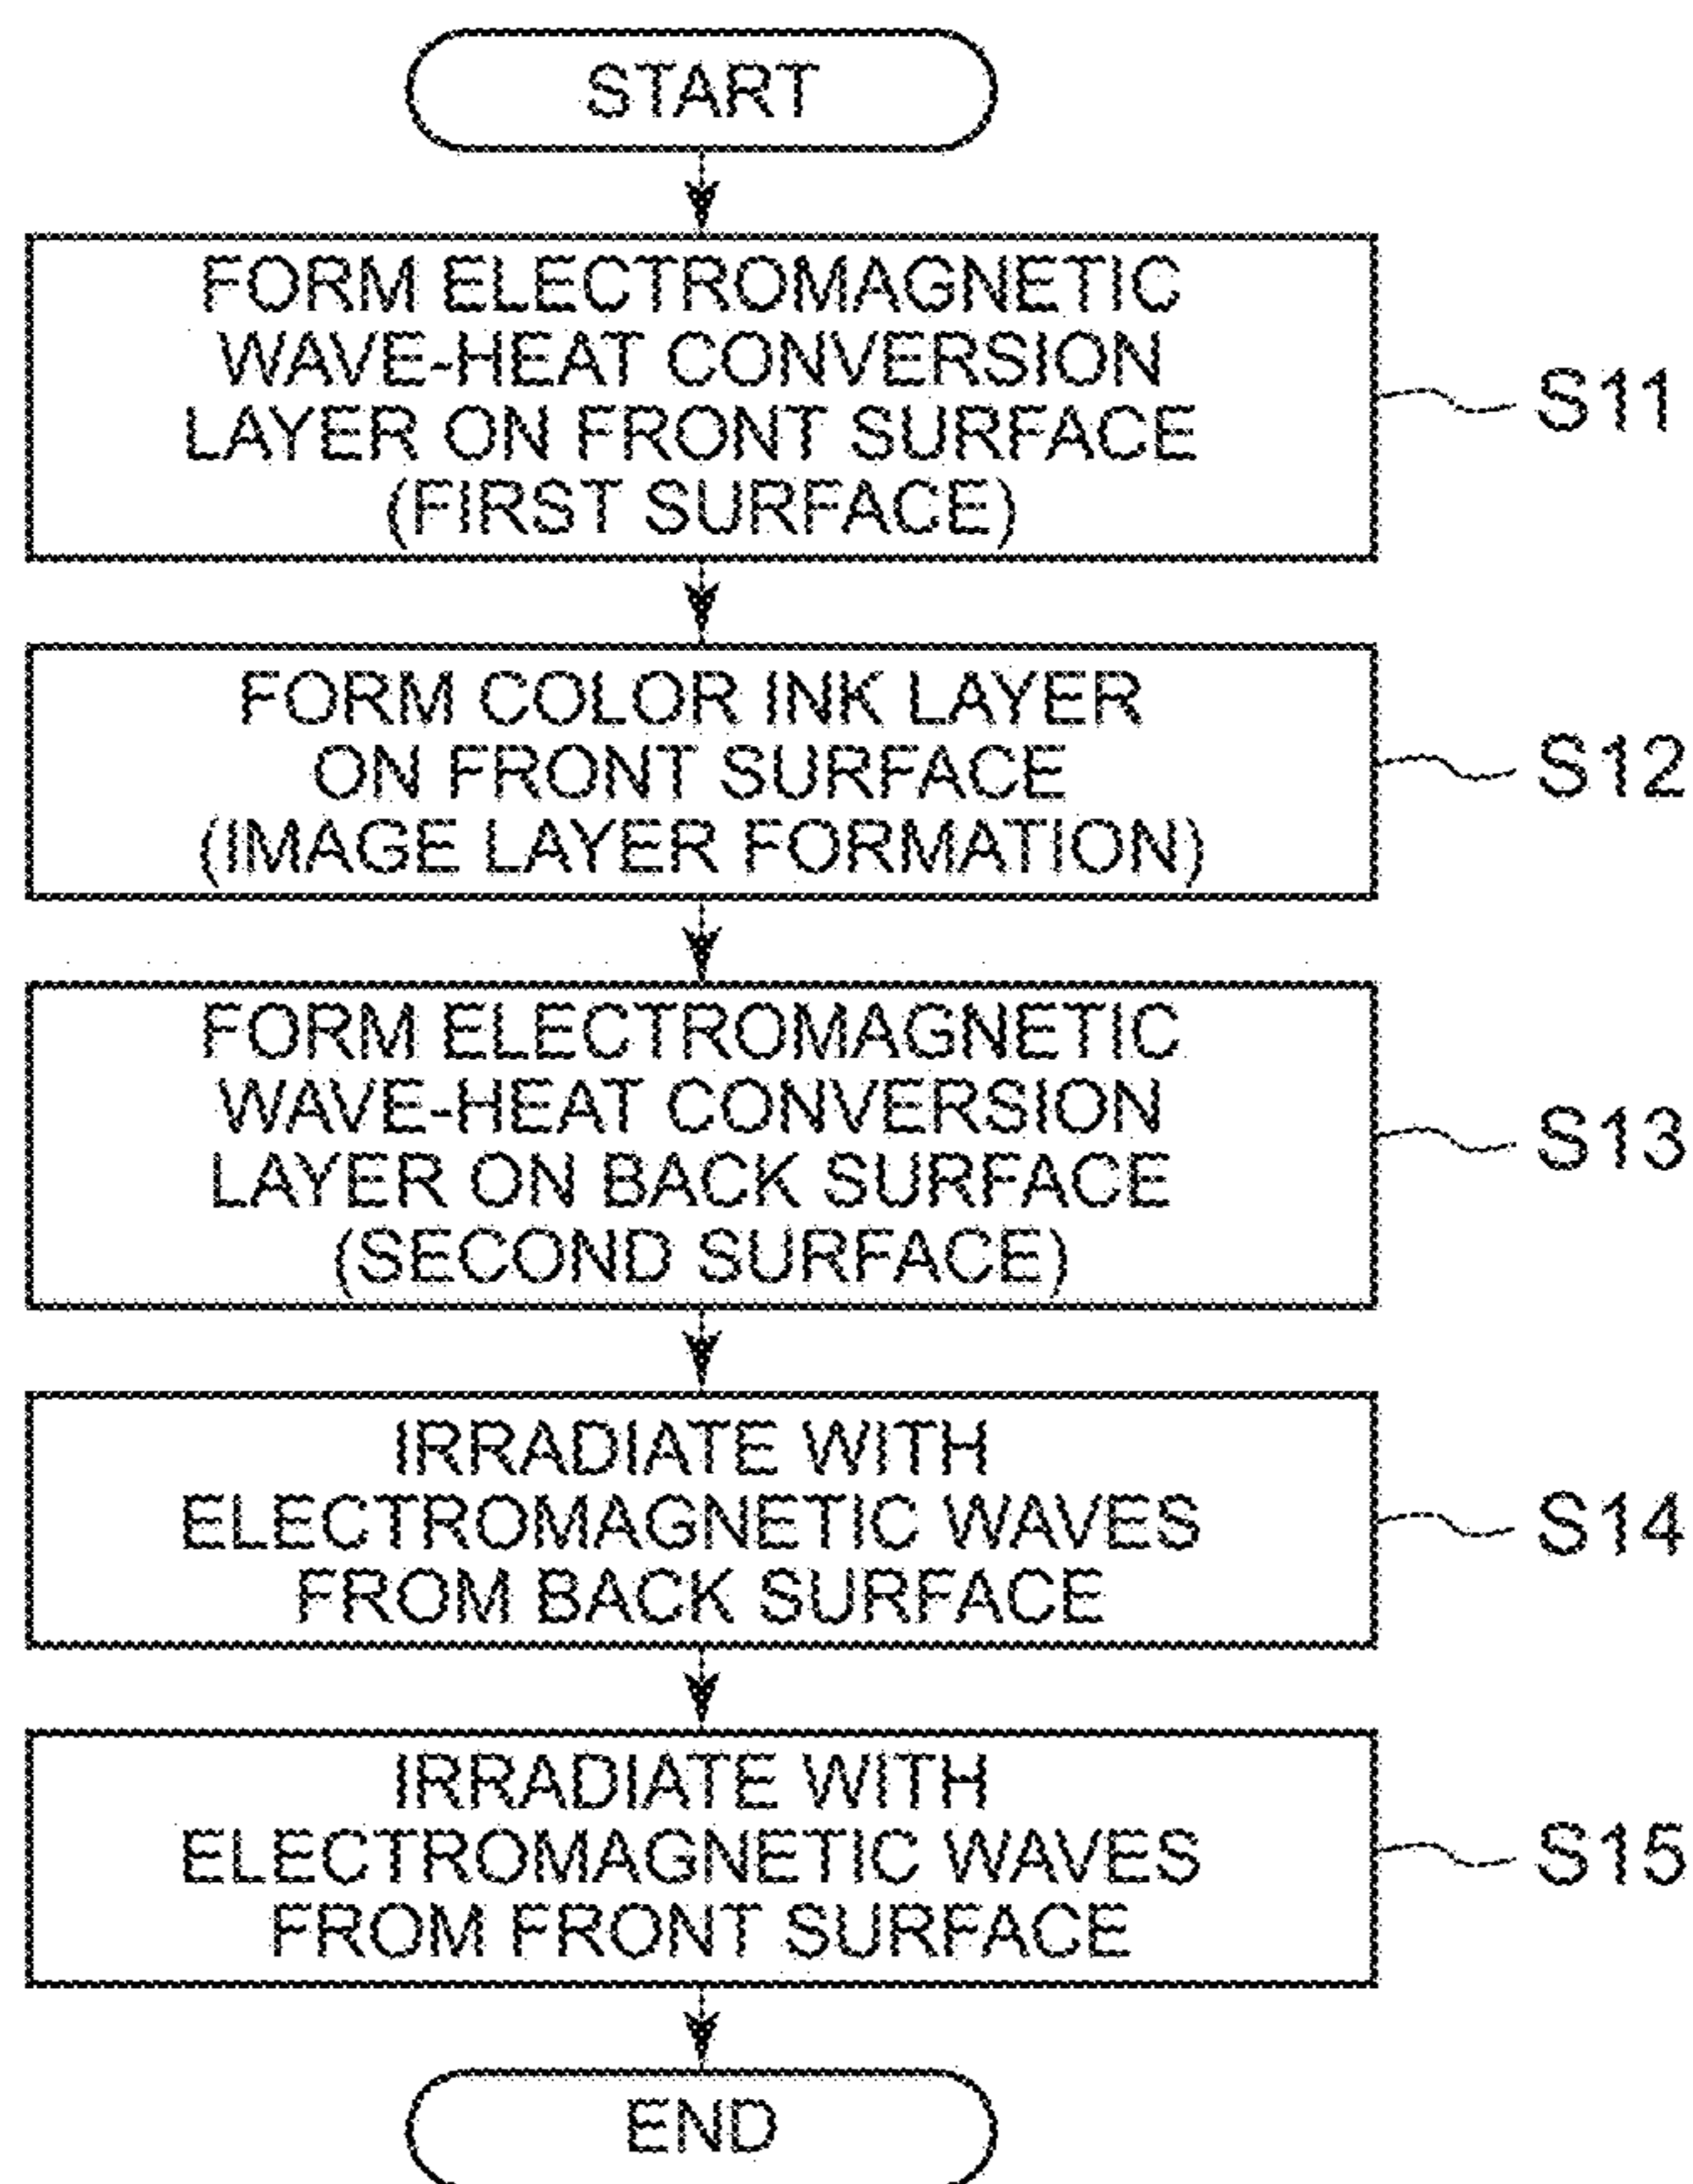 START
FORM ELECTROMAGNETIC
WAVE-HEAT CONVERSION
LAYER ON FRONT SURFACE
(FIRST SURFACE)
S11
FORM COLOR INK LAYER
ON FRONT SURFACE
(IMAGE LAYER FORMATION)
S12
FORM ELECTROMAGNETIC
WAVE-HEAT CONVERSION
LAYER ON BACK SURFACE
(SECOND SURFACE)
S13
IRRADIATE WITH
ELECTROMAGNETIC WAVES
FROM BACK SURFACE
S14
IRRADIATE WITH
ELECTROMAGNETIC WAVES
FROM FRONT SURFACE
S15
END